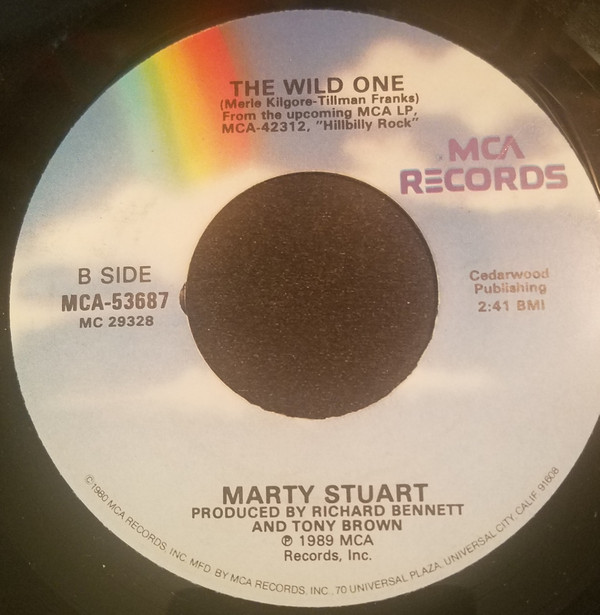 THE WILD ONE
(Merle Kilgore-Tillman Franks)
From the upcoming MCA LP,
MCA-42312, "Hillbilly Rock"
MCA
RECORDS
B SIDE
MCA-53687
MC 29328
Cedarwood
Publishing
2:41 BMI
MARTY STUART
PRODUCED BY RICHARD BENNETT
AND TONY BROWN
℗ 1989 MCA
Records, Inc.
©1980 MCA RECORDS, INC. MFD. BY MCA RECORDS, INC., 70 UNIVERSAL PLAZA, UNIVERSAL CITY, CALIF. 91608